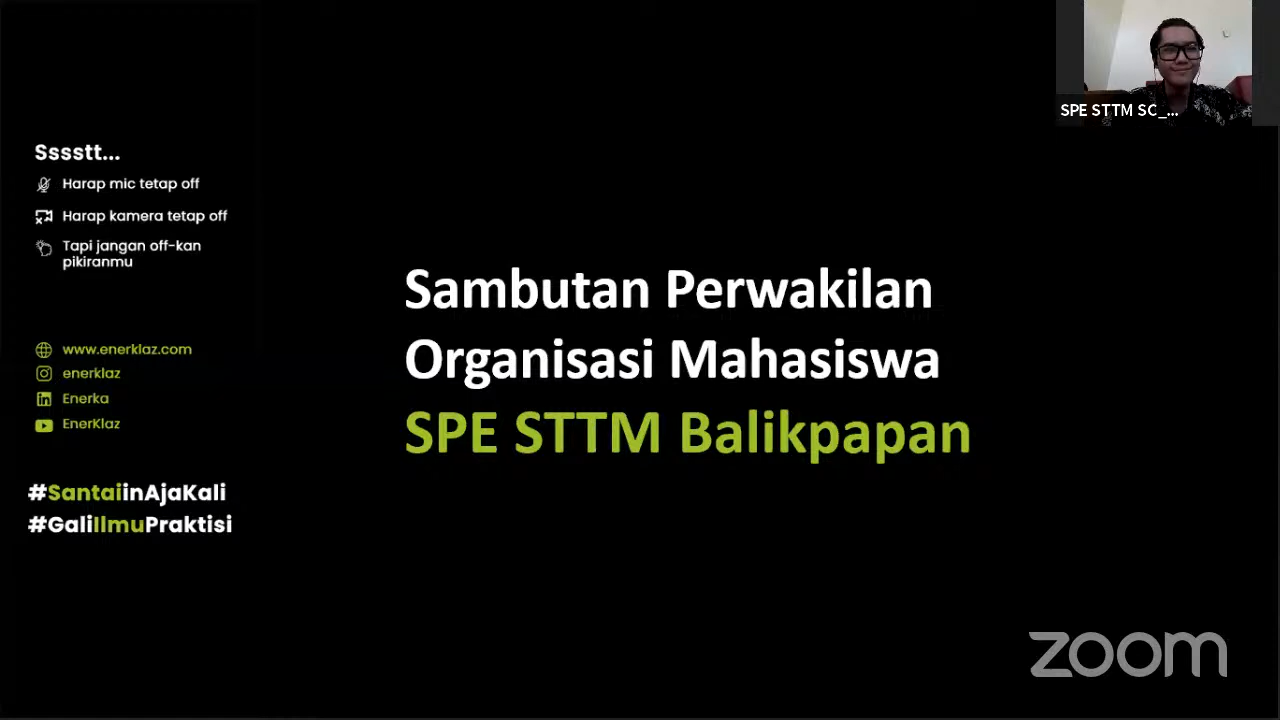 Sssstt...
Harap mic tetap off
Harap kamera tetap off
Tapi jangan off-kan
pikiranmu
www.enerklaz.com
enerklaz
Enerka
EnerKlaz
#SantaiinAjaKali
#GaliIlmuPraktisi
Sambutan Perwakilan
Organisasi Mahasiswa
SPE STTM Balikpapan
SPE STTM SC_...
zoom